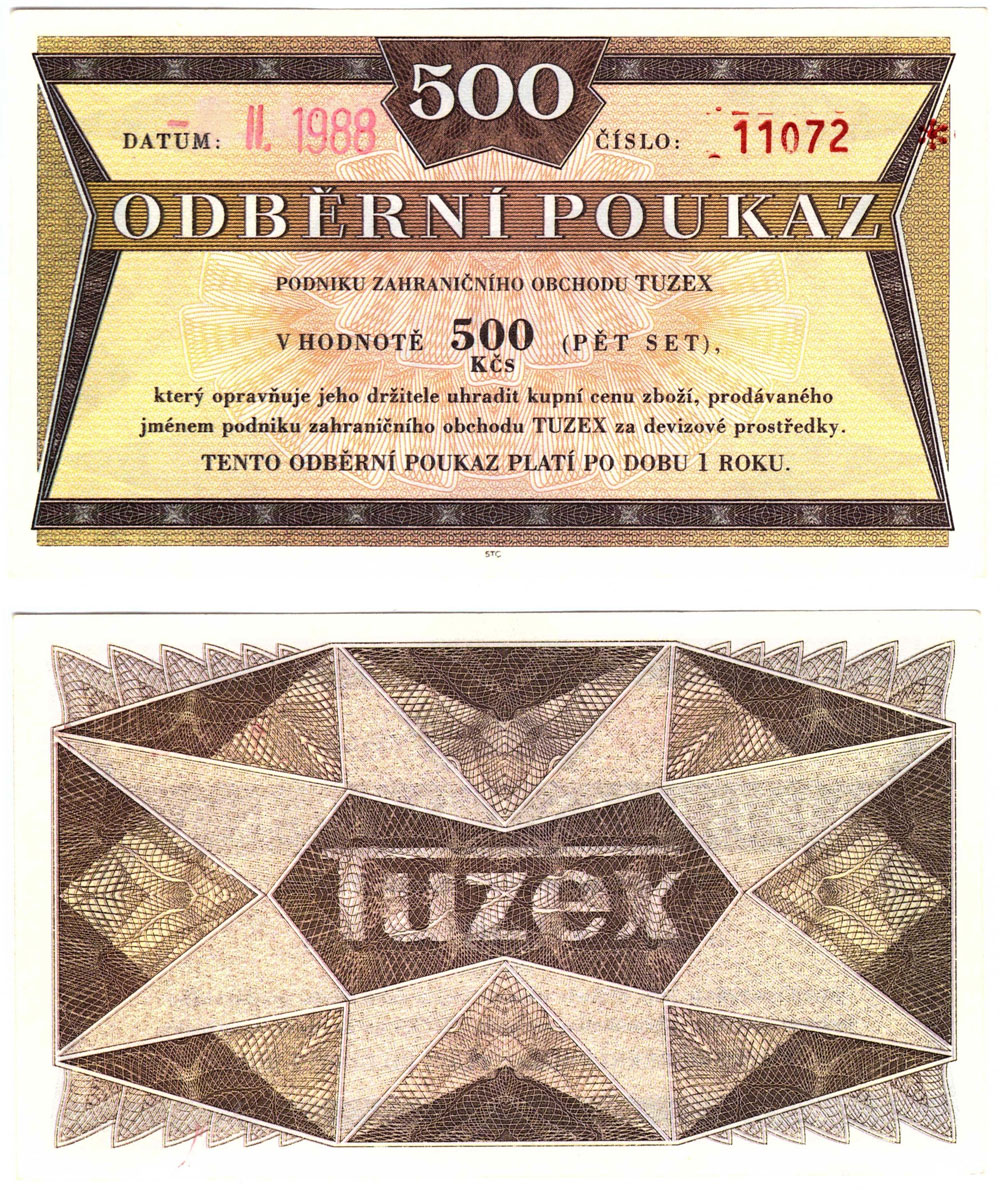 500
DATUM: II. 1988 ČÍSLO: 11072
ODBĚRNÍ POUKAZ
PODNIKU ZAHRANIČNÍHO OBCHODU TUZEX
V HODNOTĚ 500 (PĚT SET),
Kčs
který opravňuje jeho držitele uhradit kupní cenu zboží, prodávaného
jménem podniku zahraničního obchodu TUZEX za devizové prostředky.
TENTO ODBĚRNÍ POUKAZ PLATÍ PO DOBU 1 ROKU.
STC
Tuzex